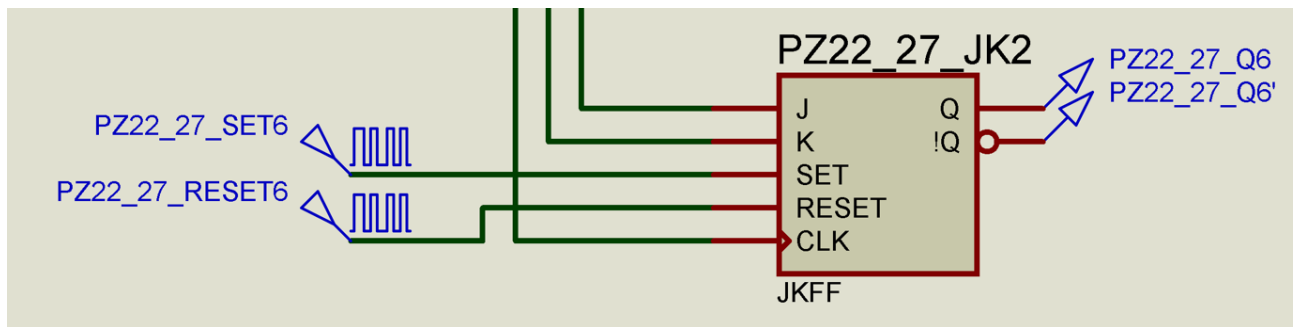 PZ22_27_JK2
PZ22_27_Q6
PZ22_27_Q6'
PZ22_27_SET6
PZ22_27_RESET6
J
K
SET
RESET
CLK
Q
!Q
JKFF